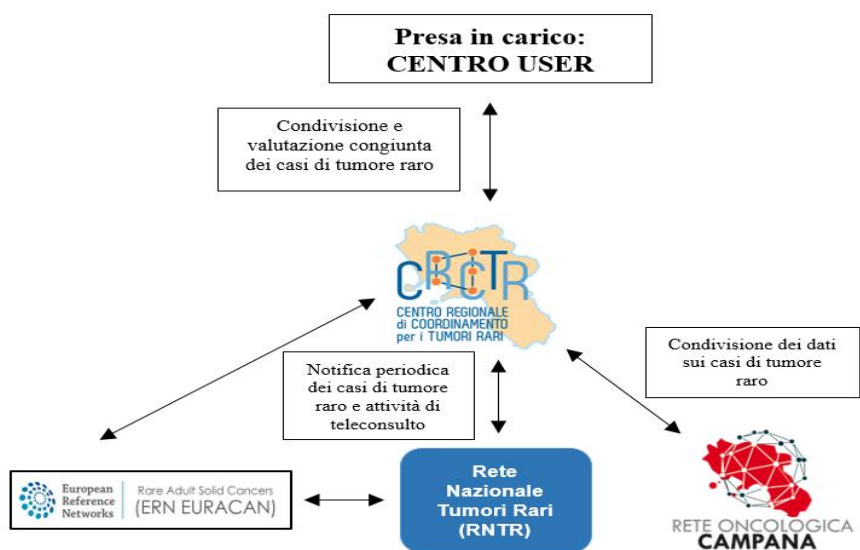 Presa in carico:
CENTRO USER
Condivisione e
valutazione congiunta
dei casi di tumore raro
CRCTR
CENTRO REGIONALE
di COORDINAMENTO
per i TUMORI RARI
Notifica periodica
dei casi di tumore
raro e attività di
teleconsulto
Condivisione dei dati
sui casi di tumore
raro
European
Reference
Networks
Rare Adult Solid Cancers
(ERN EURACAN)
Rete
Nazionale
Tumori Rari
(RNTR)
RETE ONCOLOGICA
CAMPANA